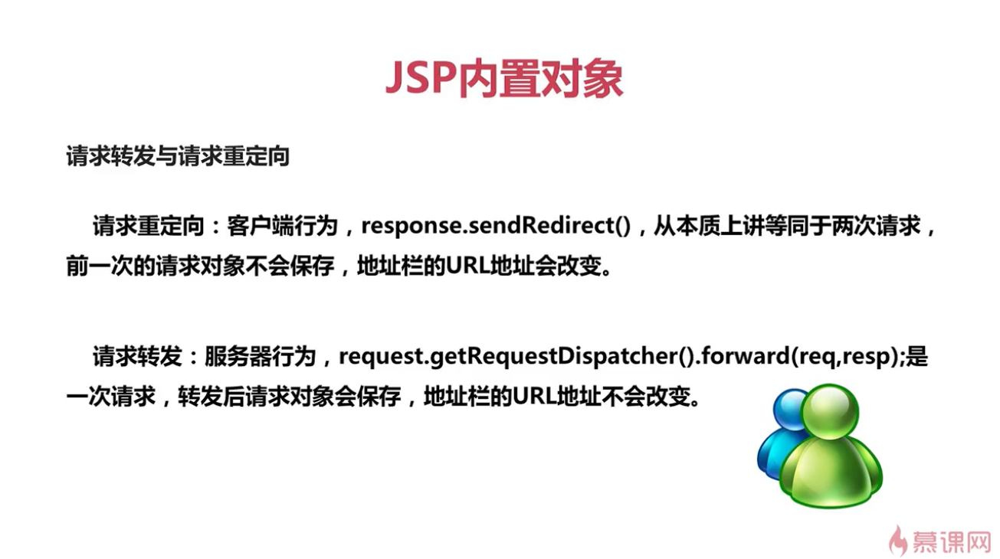 JSP内置对象
请求转发与请求重定向
请求重定向：客户端行为，response.sendRedirect()，从本质上讲等同于两次请求，
前一次的请求对象不会保存，地址栏的URL地址会改变。
请求转发：服务器行为，request.getRequestDispatcher().forward(req,resp);是
一次请求，转发后请求对象会保存，地址栏的URL地址不会改变。
慕课网